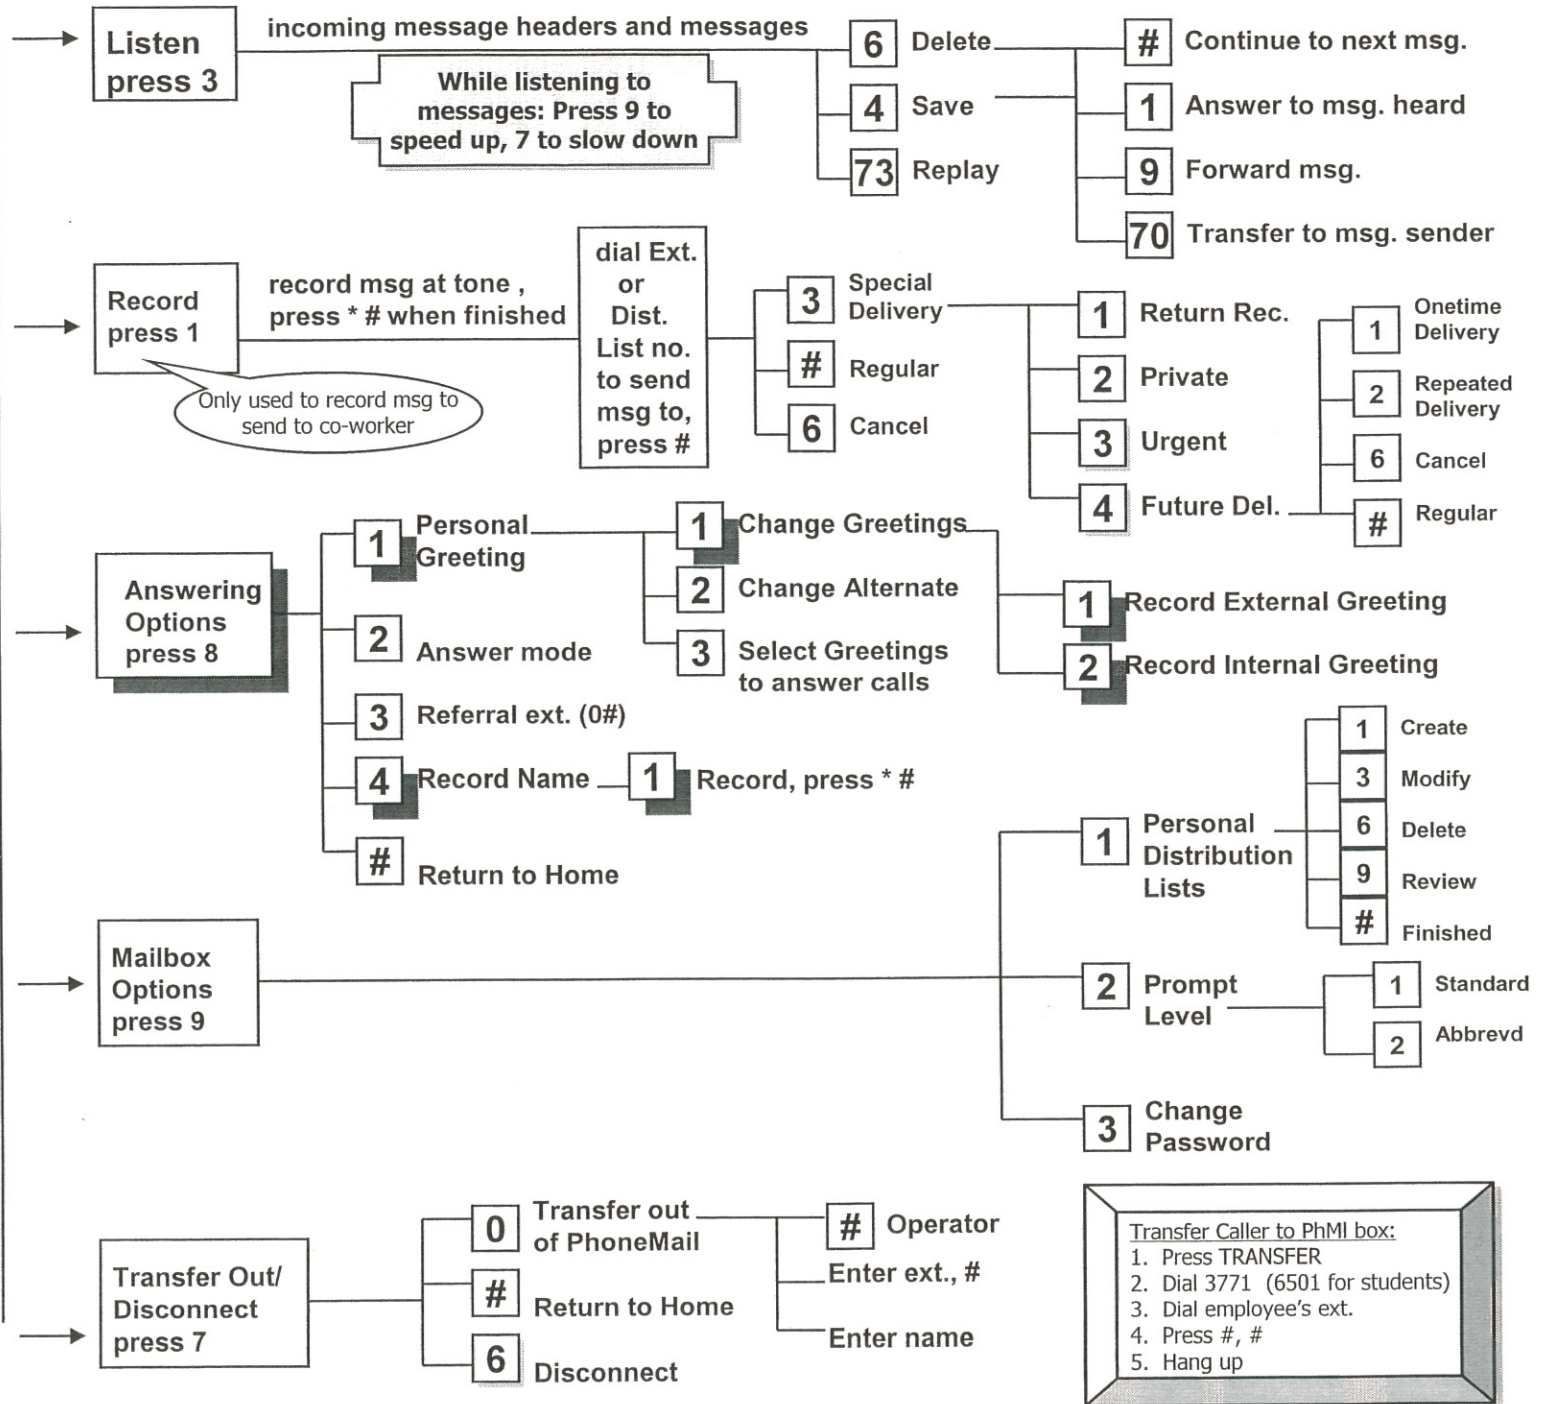 Listen
press 3
incoming message headers and messages
While listening to
messages: Press 9 to
speed up, 7 to slow down
6 Delete
4 Save
73 Replay
# Continue to next msg.
1 Answer to msg. heard
9 Forward msg.
70 Transfer to msg. sender
Record
press 1
record msg at tone ,
press * # when finished
Only used to record msg to
send to co-worker
dial Ext.
or
Dist.
List no.
to send
msg to,
press #
3 Special
Delivery
# Regular
6 Cancel
1 Return Rec.
2 Private
3 Urgent
4 Future Del.
1 Onetime
Delivery
2 Repeated
Delivery
6 Cancel
# Regular
Answering
Options
press 8
1 Personal
Greeting
2 Answer mode
3 Referral ext. (0#)
4 Record Name
# Return to Home
1 Change Greetings
2 Change Alternate
3 Select Greetings
to answer calls
1 Record External Greeting
2 Record Internal Greeting
1 Record, press * #
Mailbox
Options
press 9
1 Personal
Distribution
Lists
1 Create
3 Modify
6 Delete
9 Review
# Finished
2 Prompt
Level
1 Standard
2 Abbrevd
3 Change
Password
Transfer Out/
Disconnect
press 7
0 Transfer out
of PhoneMail
# Return to Home
6 Disconnect
# Operator
Enter ext., #
Enter name
Transfer Caller to PhMl box:
1. Press TRANSFER
2. Dial 3771 (6501 for students)
3. Dial employee's ext.
4. Press #, #
5. Hang up